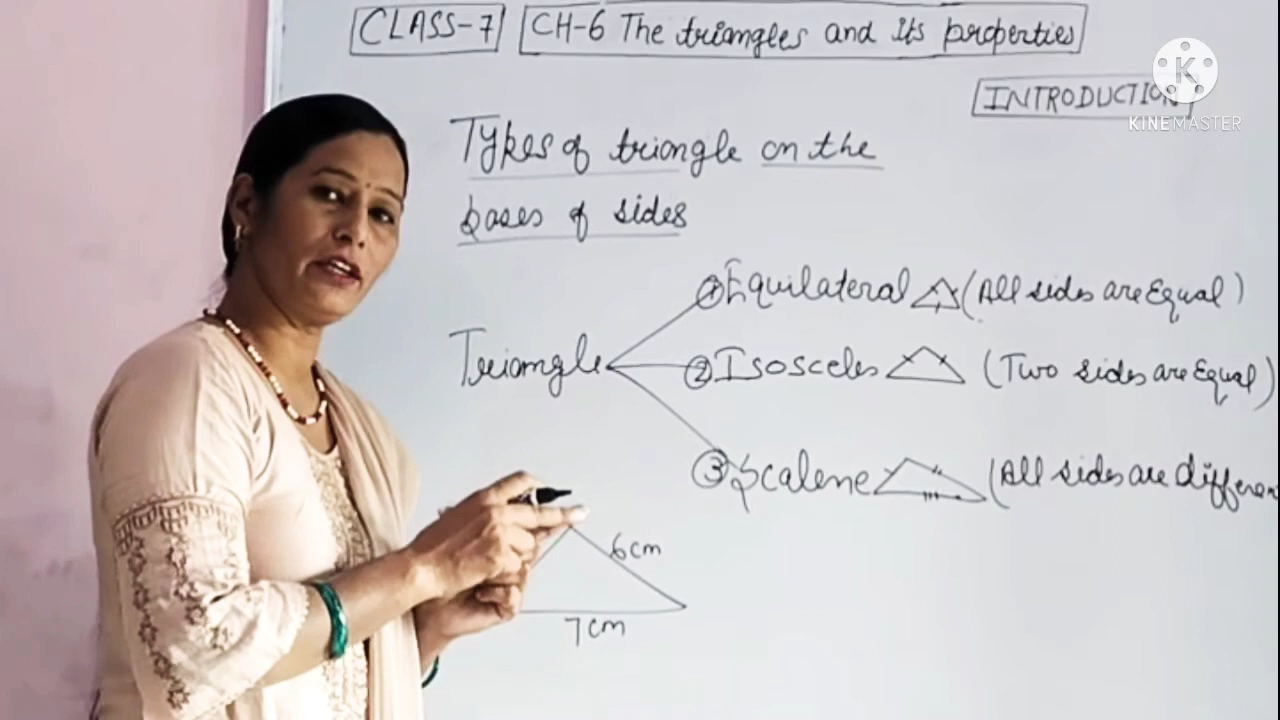 CLASS-7 CH-6 The triangles and Its properties
INTRODUCTION
KINEMASTER
Types of triangle on the
bases of sides
Triangle
① Equilateral (All sides are Equal)
② Isosceles (Two sides are Equal)
③ Scalene (All sides are differen
6cm
7cm